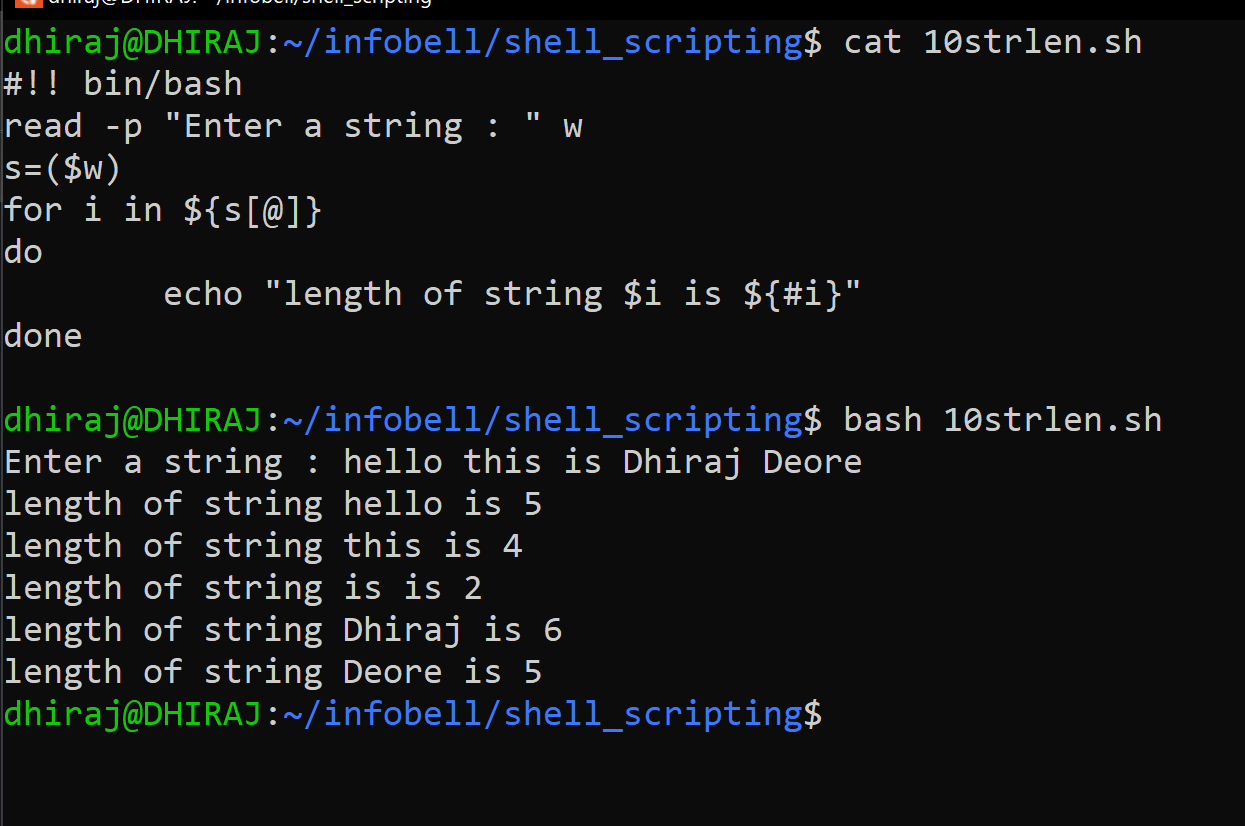 dhiraj@DHIRAJ: ~/infobell/shell_scripting
dhiraj@DHIRAJ:~/infobell/shell_scripting$ cat 10strlen.sh
#!! bin/bash
read -p "Enter a string : " w
s=($w)
for i in ${s[@]}
do
        echo "length of string $i is ${#i}"
done

dhiraj@DHIRAJ:~/infobell/shell_scripting$ bash 10strlen.sh
Enter a string : hello this is Dhiraj Deore
length of string hello is 5
length of string this is 4
length of string is is 2
length of string Dhiraj is 6
length of string Deore is 5
dhiraj@DHIRAJ:~/infobell/shell_scripting$